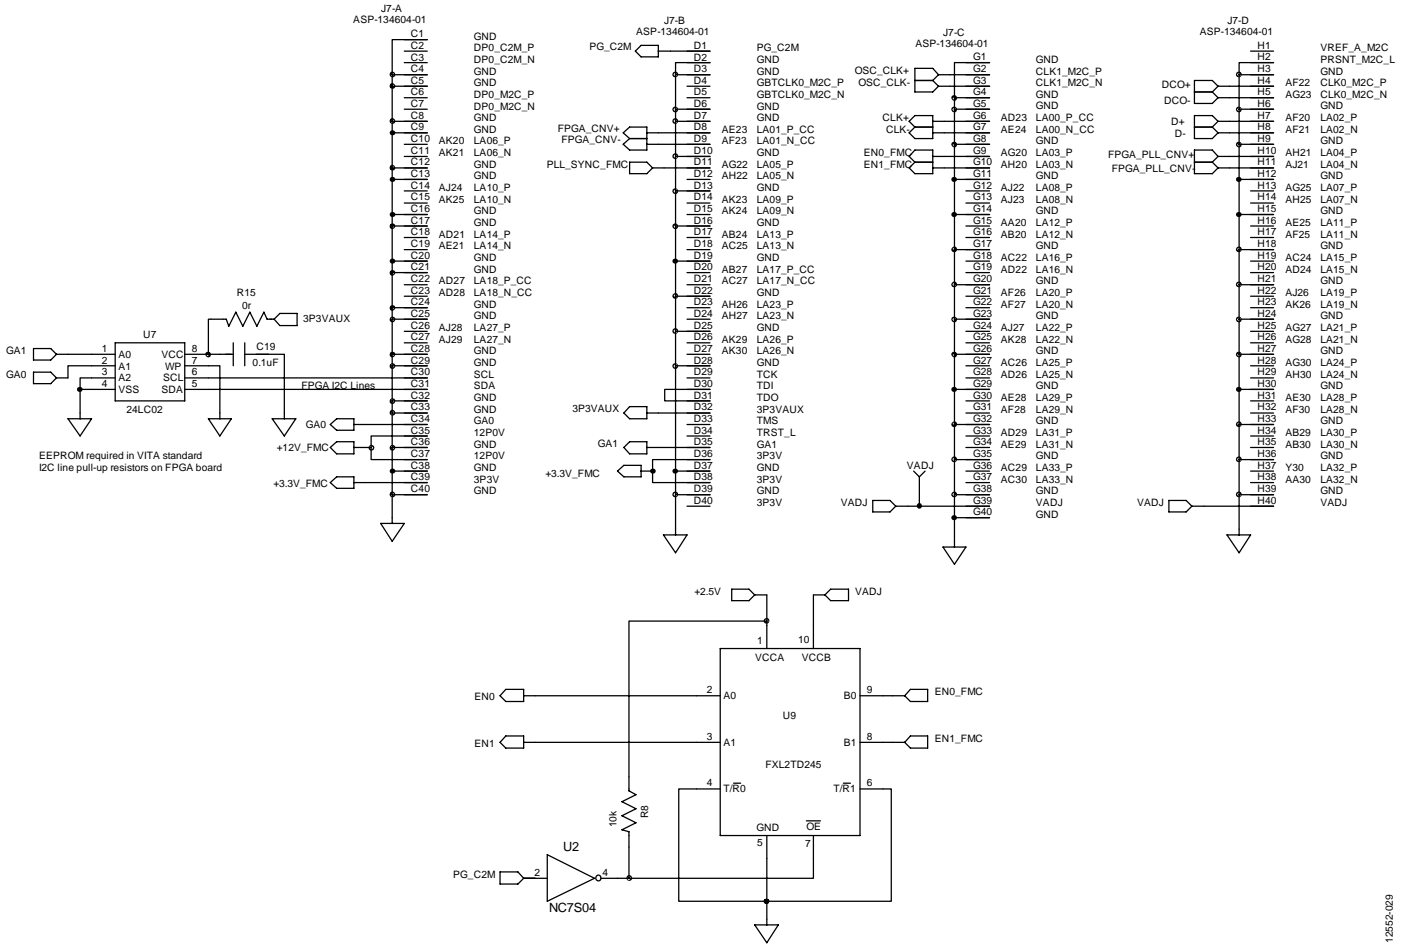 J7-A
ASP-134604-01
C1 GND
C2 DP0_C2M_P
C3 DP0_C2M_N
C4 GND
C5 GND
C6 DP0_M2C_P
C7 DP0_M2C_N
C8 GND
C9 GND
C10 AK20 LA06_P
C11 AK21 LA06_N
C12 GND
C13 GND
C14 AJ24 LA10_P
C15 AK25 LA10_N
C16 GND
C17 GND
C18 AD21 LA14_P
C19 AE21 LA14_N
C20 GND
C21 GND
C22 AD27 LA18_P_CC
C23 AD28 LA18_N_CC
C24 GND
C25 GND
C26 AJ28 LA27_P
C27 AJ29 LA27_N
C28 GND
C29 GND
C30 SCL
C31 SDA
C32 GND
C33 GND
C34 GA0
C35 12P0V
C36 GND
C37 12P0V
C38 GND
C39 3P3V
C40 GND
R15
0r
3P3VAUX
U7
C19
0.1uF
GA1
GA0
1 A0 VCC 8
2 A1 WP 7
3 A2 SCL 6
4 VSS SDA 5
24LC02
FPGA I2C Lines
GA0
+12V_FMC
+3.3V_FMC
EEPROM required in VITA standard
I2C line pull-up resistors on FPGA board
J7-B
ASP-134604-01
PG_C2M
D1 PG_C2M
D2 GND
D3 GND
D4 GBTCLK0_M2C_P
D5 GBTCLK0_M2C_N
D6 GND
D7 GND
FPGA_CNV+ D8 AE23 LA01_P_CC
FPGA_CNV- D9 AF23 LA01_N_CC
D10 GND
PLL_SYNC_FMC D11 AG22 LA05_P
D12 AH22 LA05_N
D13 GND
D14 AK23 LA09_P
D15 AK24 LA09_N
D16 GND
D17 AB24 LA13_P
D18 AC25 LA13_N
D19 GND
D20 AB27 LA17_P_CC
D21 AC27 LA17_N_CC
D22 GND
D23 AH26 LA23_P
D24 AH27 LA23_N
D25 GND
D26 AK29 LA26_P
D27 AK30 LA26_N
D28 GND
D29 TCK
D30 TDI
D31 TDO
3P3VAUX D32 3P3VAUX
D33 TMS
D34 TRST_L
GA1 D35 GA1
D36 3P3V
+3.3V_FMC D37 GND
D38 3P3V
D39 GND
D40 3P3V
J7-C
ASP-134604-01
G1 GND
OSC_CLK+ G2 CLK1_M2C_P
OSC_CLK- G3 CLK1_M2C_N
G4 GND
G5 GND
CLK+ G6 AD23 LA00_P_CC
CLK- G7 AE24 LA00_N_CC
G8 GND
EN0_FMC G9 AG20 LA03_P
EN1_FMC G10 AH20 LA03_N
G11 GND
G12 AJ22 LA08_P
G13 AJ23 LA08_N
G14 GND
G15 AA20 LA12_P
G16 AB20 LA12_N
G17 GND
G18 AC22 LA16_P
G19 AD22 LA16_N
G20 GND
G21 AF26 LA20_P
G22 AF27 LA20_N
G23 GND
G24 AJ27 LA22_P
G25 AK28 LA22_N
G26 GND
G27 AC26 LA25_P
G28 AD26 LA25_N
G29 GND
G30 AE28 LA29_P
G31 AF28 LA29_N
G32 GND
G33 AD29 LA31_P
G34 AE29 LA31_N
G35 GND
VADJ G36 AC29 LA33_P
G37 AC30 LA33_N
G38 GND
VADJ G39 VADJ
G40 GND
J7-D
ASP-134604-01
H1 VREF_A_M2C
H2 PRSNT_M2C_L
H3 GND
DCO+ H4 AF22 CLK0_M2C_P
DCO- H5 AG23 CLK0_M2C_N
H6 GND
D+ H7 AF20 LA02_P
D- H8 AF21 LA02_N
H9 GND
FPGA_PLL_CNV+ H10 AH21 LA04_P
FPGA_PLL_CNV- H11 AJ21 LA04_N
H12 GND
H13 AG25 LA07_P
H14 AH25 LA07_N
H15 GND
H16 AE25 LA11_P
H17 AF25 LA11_N
H18 GND
H19 AC24 LA15_P
H20 AD24 LA15_N
H21 GND
H22 AJ26 LA19_P
H23 AK26 LA19_N
H24 GND
H25 AG27 LA21_P
H26 AG28 LA21_N
H27 GND
H28 AG30 LA24_P
H29 AH30 LA24_N
H30 GND
H31 AE30 LA28_P
H32 AF30 LA28_N
H33 GND
H34 AB29 LA30_P
H35 AB30 LA30_N
H36 GND
H37 Y30 LA32_P
H38 AA30 LA32_N
H39 GND
VADJ H40 VADJ
+2.5V
VADJ
1 10
VCCA VCCB
EN0 2 A0 B0 9 EN0_FMC
U9
EN1 3 A1 B1 8 EN1_FMC
FXL2TD245
4 T/R0 T/R1 6
10k
R8
GND OE
5 7
U2
PG_C2M 2 4
NC7S04
12552-029